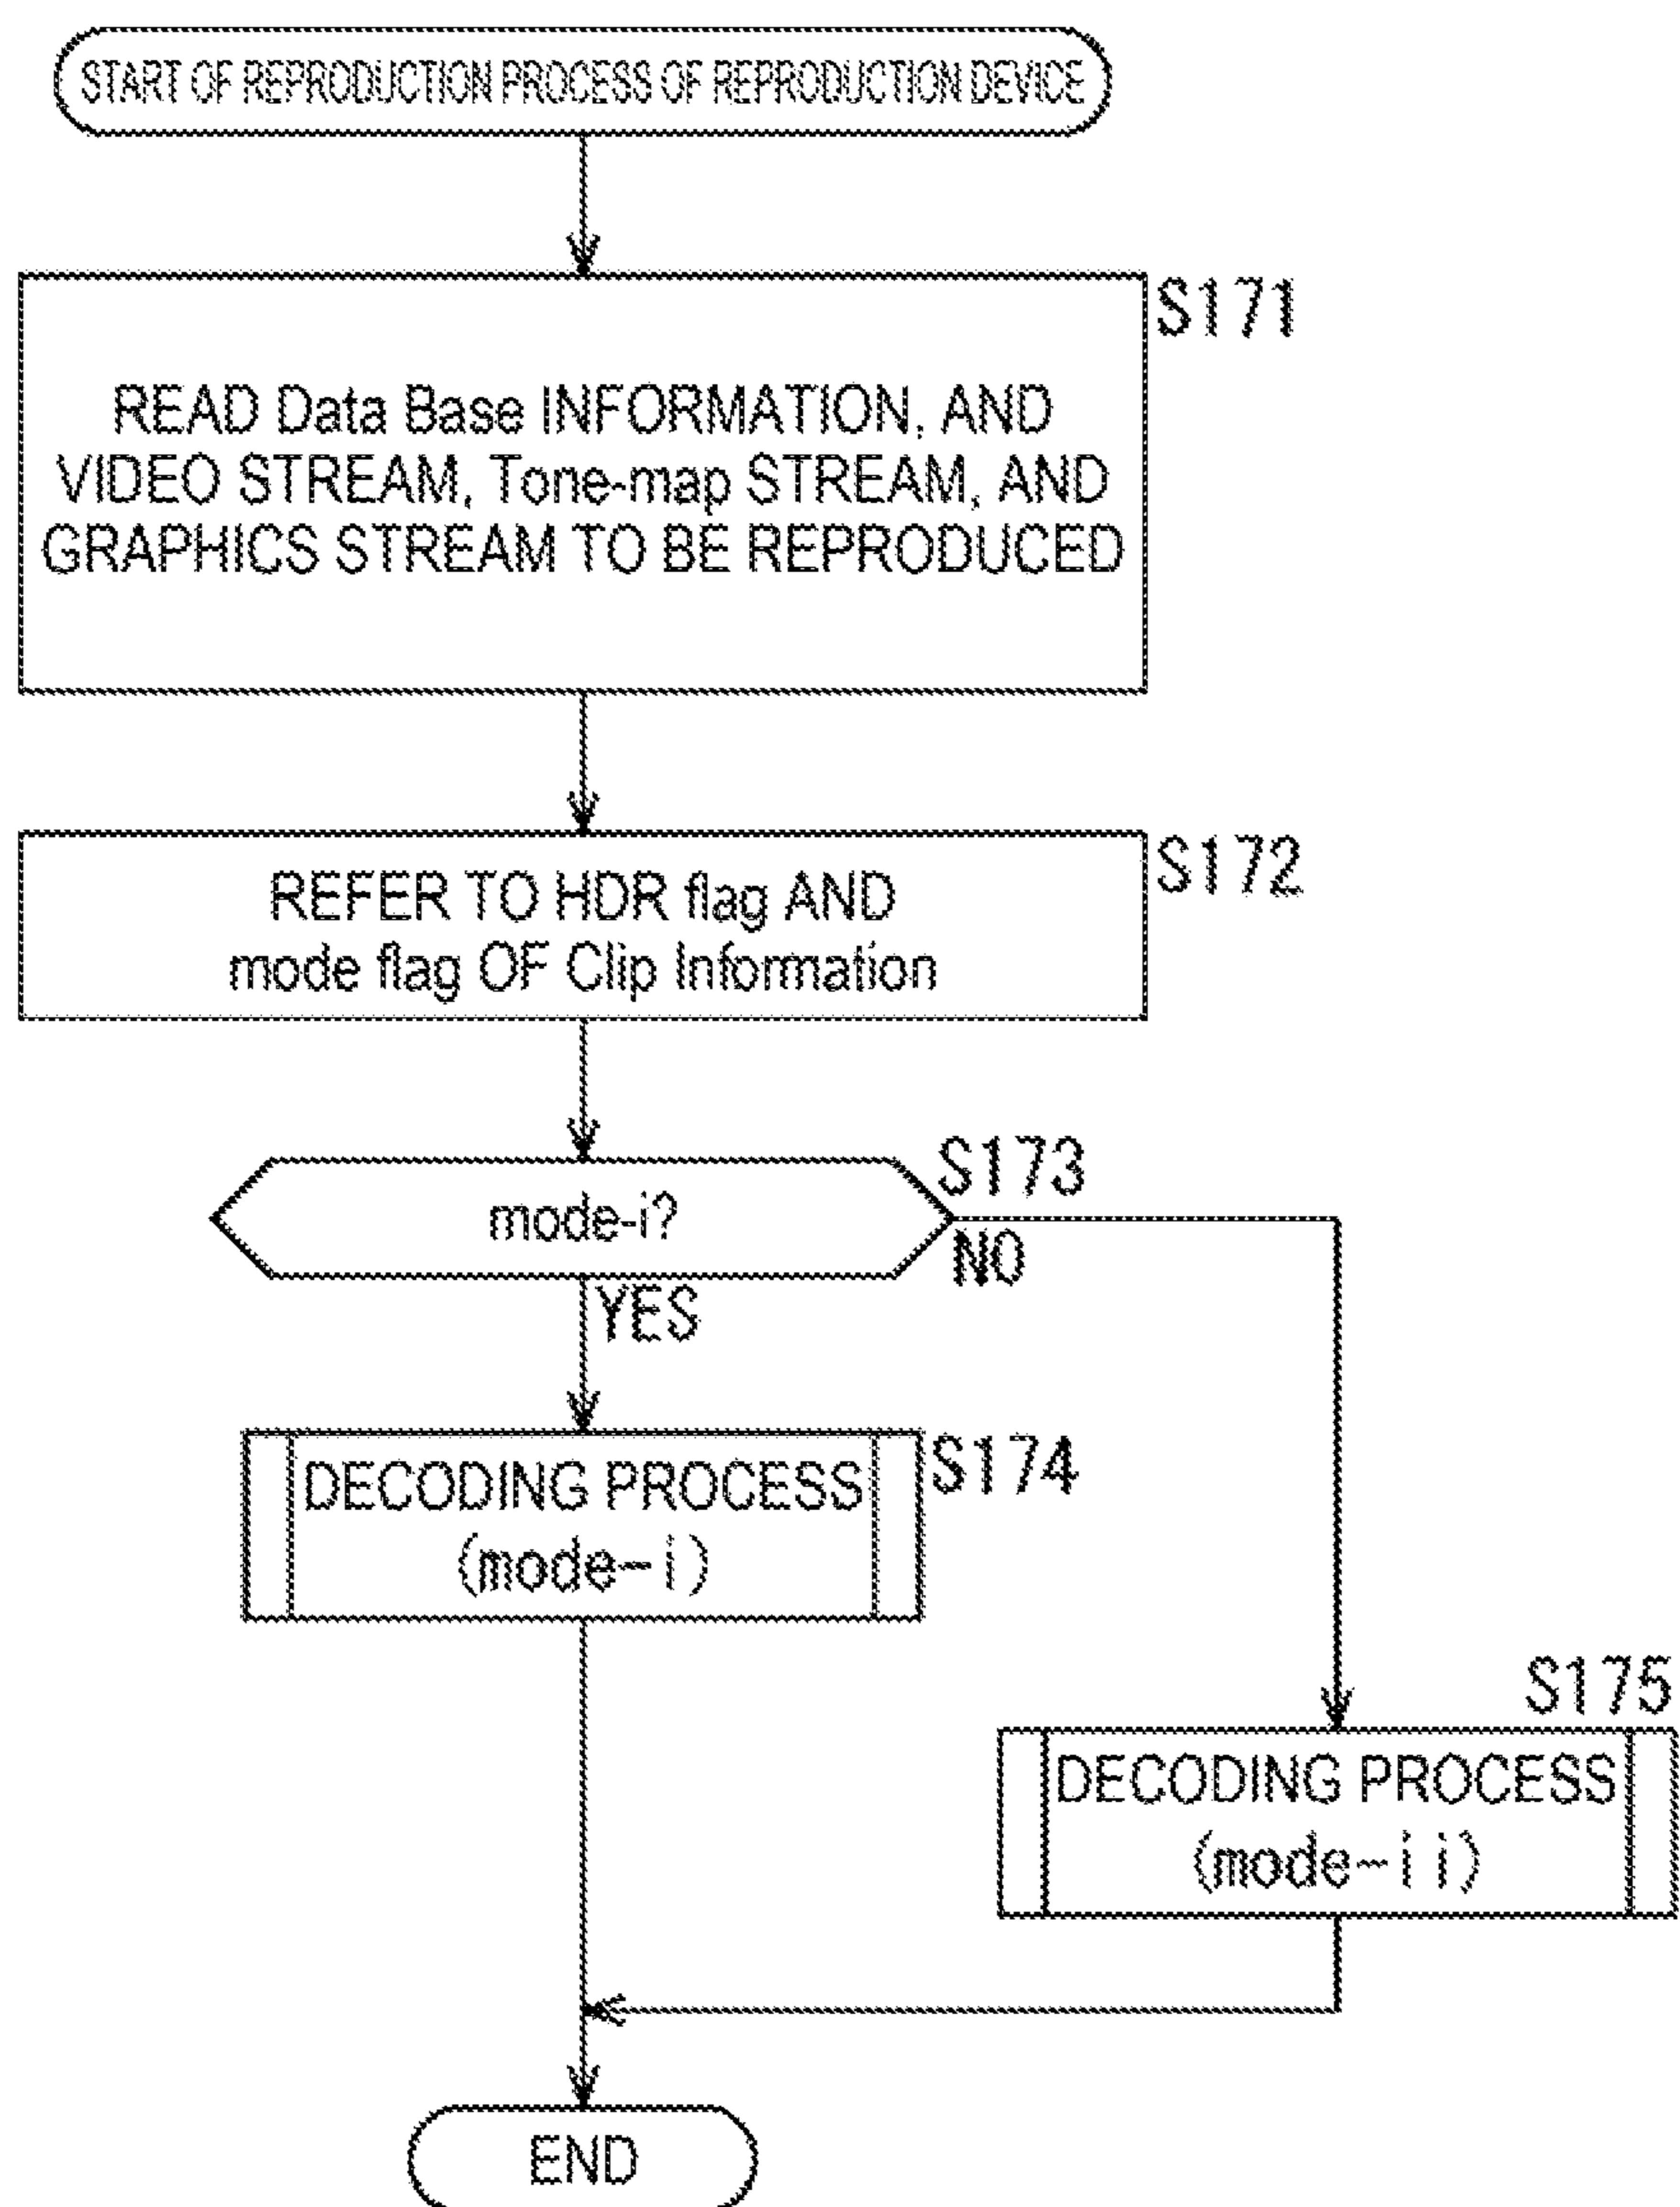 START OF REPRODUCTION PROCESS OF REPRODUCTION DEVICE
S171
READ Data Base INFORMATION, AND
VIDEO STREAM, Tone-map STREAM, AND
GRAPHICS STREAM TO BE REPRODUCED
S172
REFER TO HDR flag AND
mode flag OF Clip Information
S173
mode-i?
NO
YES
S174
DECODING PROCESS
(mode-i)
S175
DECODING PROCESS
(mode-ii)
END